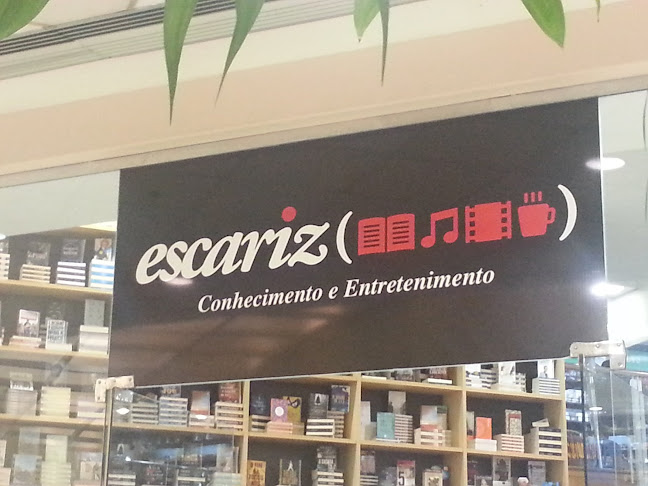 escariz( )
Conhecimento e Entretenimento